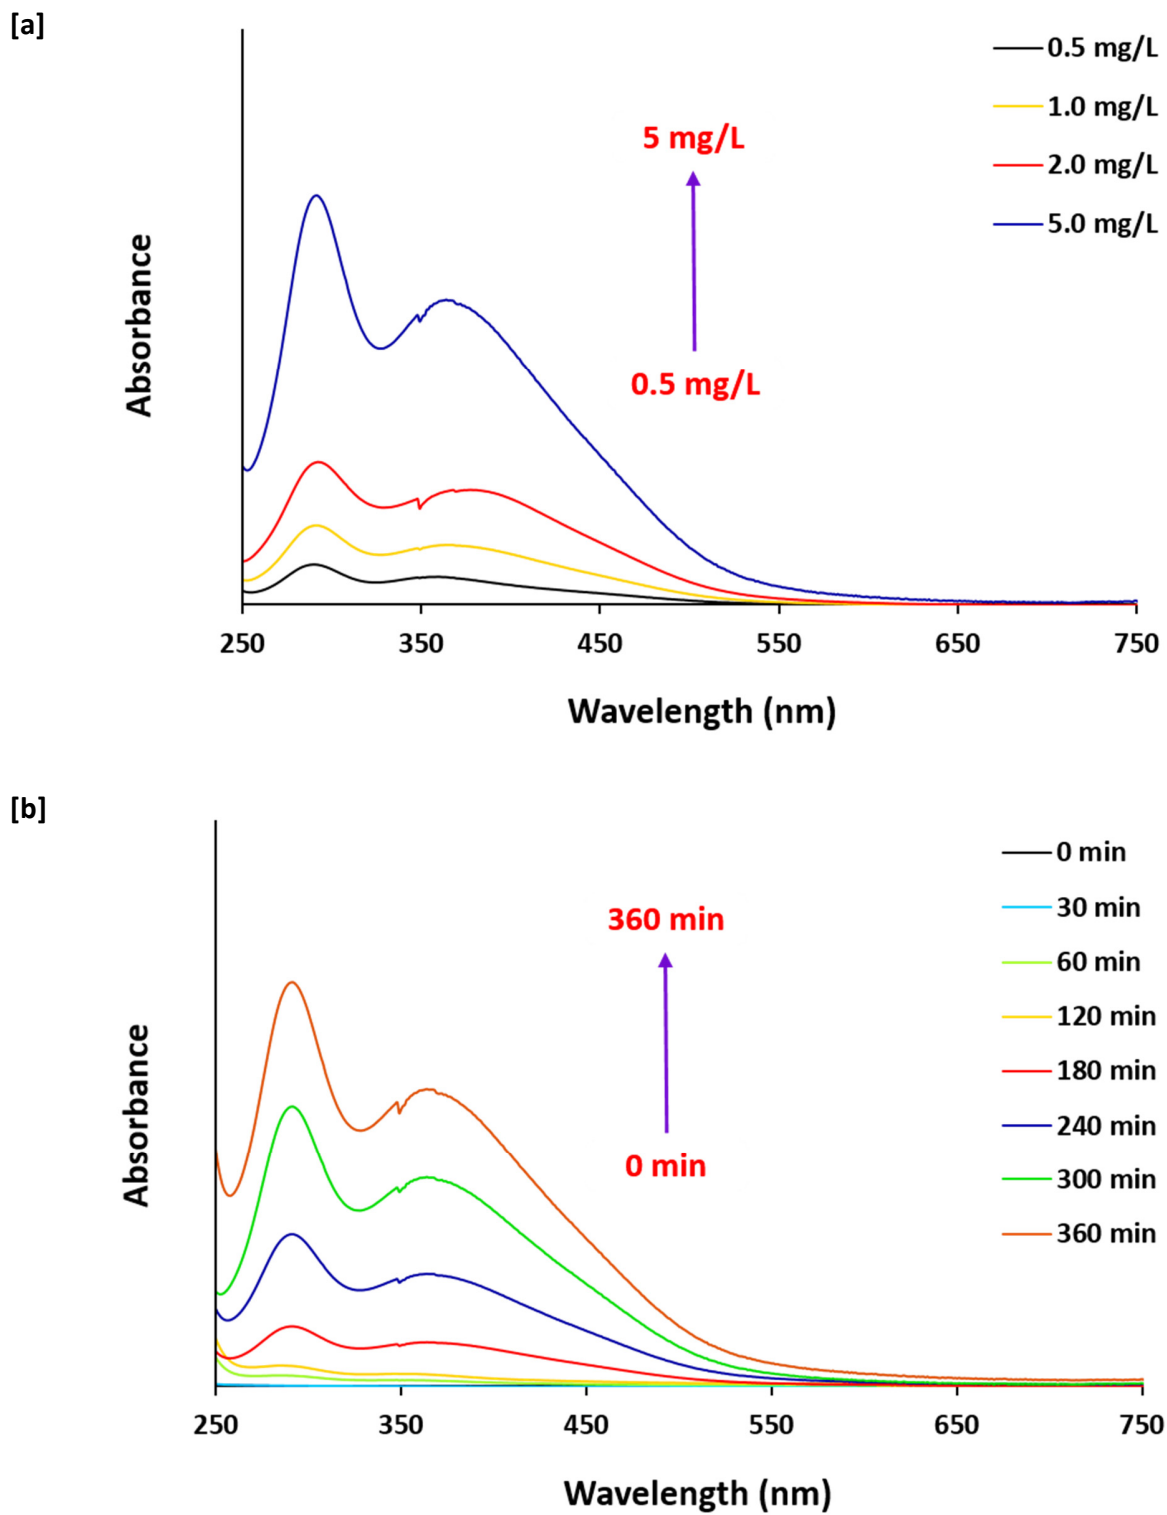 [a]
0.5 mg/L
1.0 mg/L
2.0 mg/L
5.0 mg/L
5 mg/L
0.5 mg/L
Absorbance
250 350 450 550 650 750
Wavelength (nm)
[b]
0 min
30 min
60 min
120 min
180 min
240 min
300 min
360 min
360 min
0 min
Absorbance
250 350 450 550 650 750
Wavelength (nm)